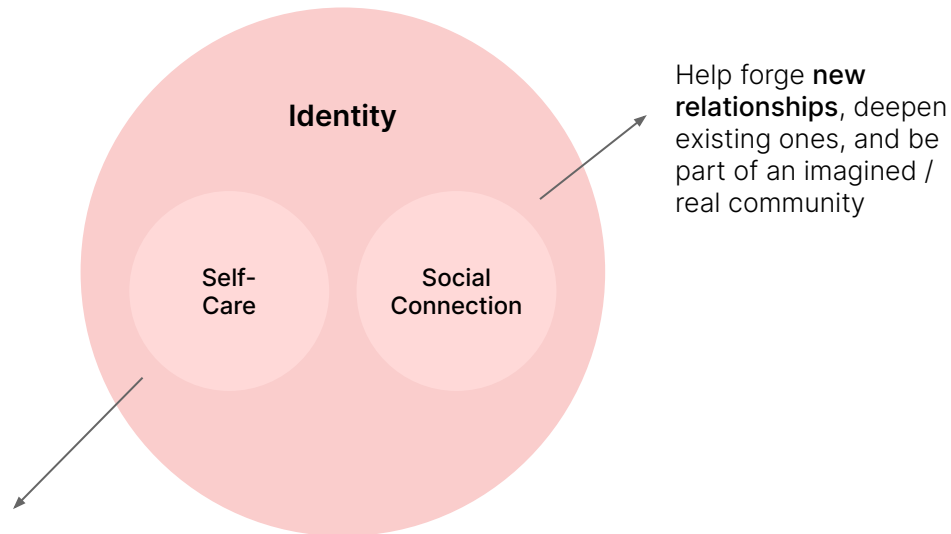 Identity
Self-
Care
Social
Connection
Help forge new
relationships, deepen
existing ones, and be
part of an imagined /
real community